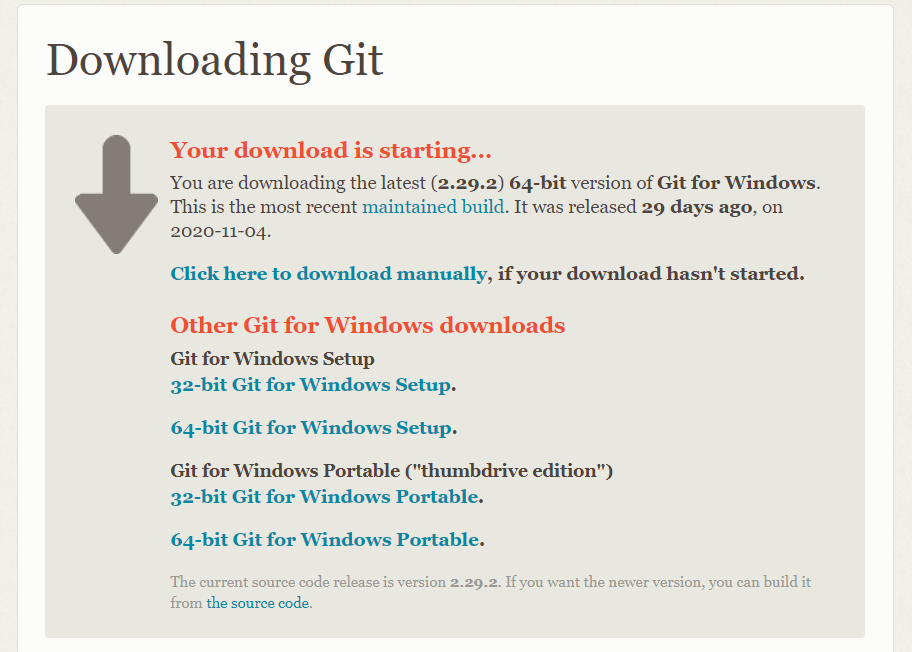 Downloading Git
Your download is starting...
You are downloading the latest (2.29.2) 64-bit version of Git for Windows.
This is the most recent maintained build. It was released 29 days ago, on
2020-11-04.
Click here to download manually, if your download hasn't started.
Other Git for Windows downloads
Git for Windows Setup
32-bit Git for Windows Setup.
64-bit Git for Windows Setup.
Git for Windows Portable ("thumbdrive edition")
32-bit Git for Windows Portable.
64-bit Git for Windows Portable.
The current source code release is version 2.29.2. If you want the newer version, you can build it
from the source code.